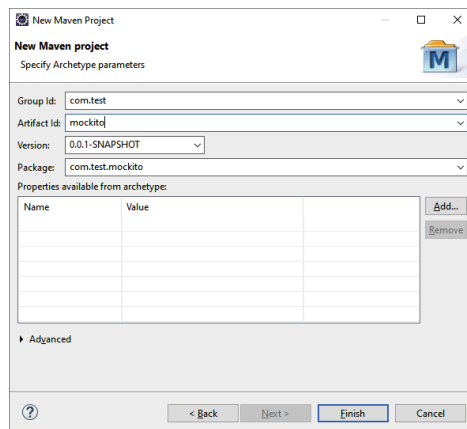 New Maven Project
New Maven project
Specify Archetype parameters
M
Group Id: com.test
Artifact Id: mockito
Version: 0.0.1-SNAPSHOT
Package: com.test.mockito
Properties available from archetype:
Name Value
Add...
Remove
Advanced
? < Back Next > Finish Cancel